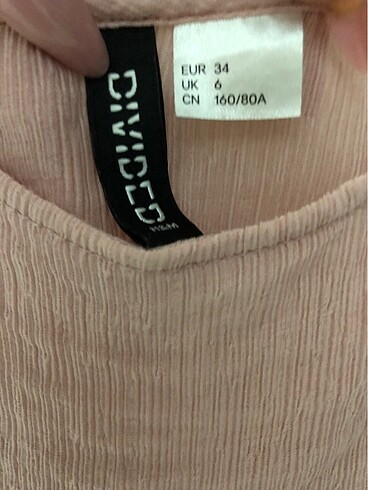 DIVIDED
H&M
EUR 34
UK 6
CN 160/80A